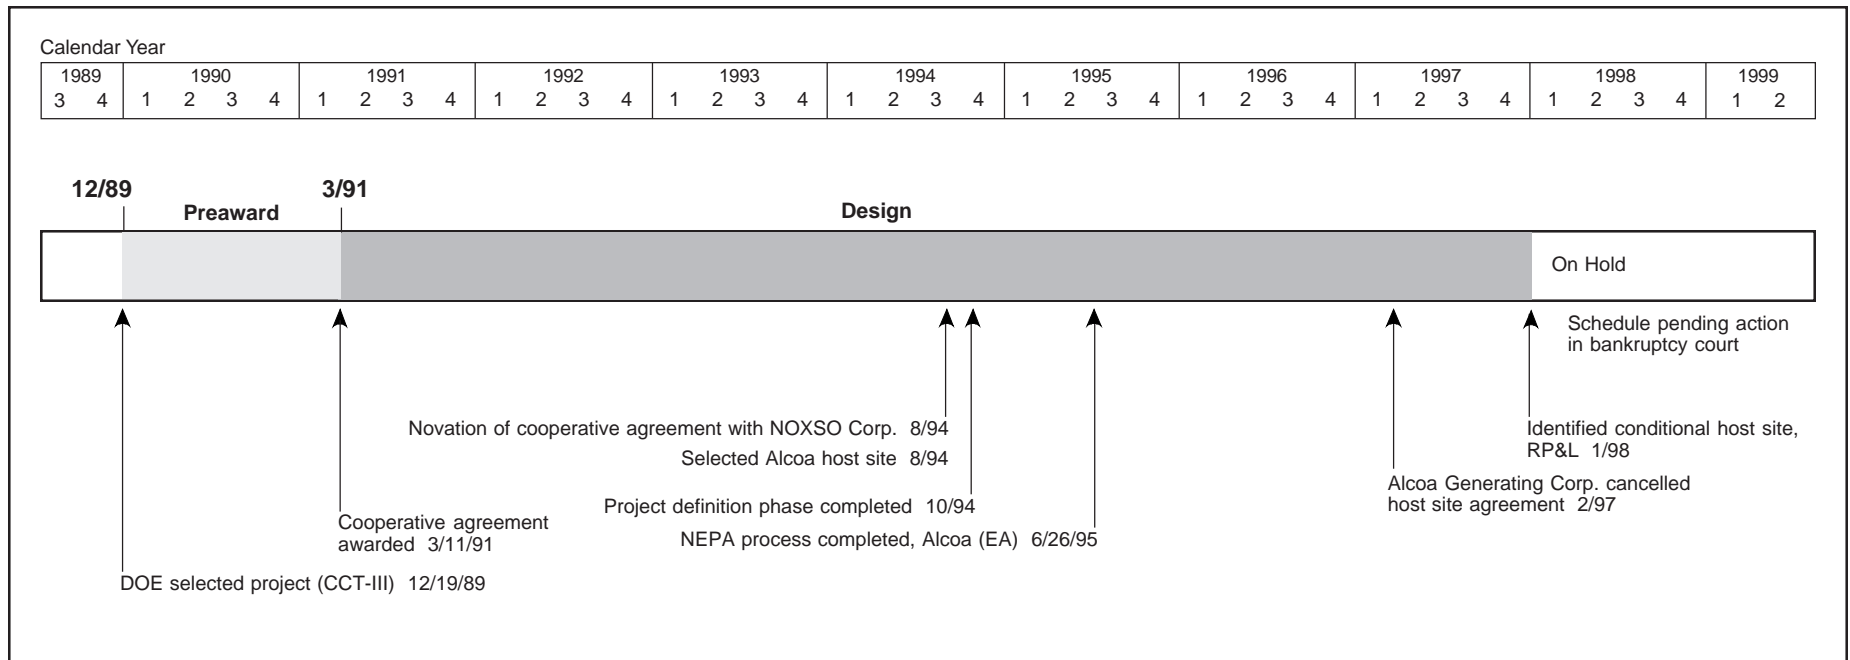 Calendar Year
1989 1990 1991 1992 1993 1994 1995 1996 1997 1998 1999
3 4 1 2 3 4 1 2 3 4 1 2 3 4 1 2 3 4 1 2 3 4 1 2 3 4 1 2 3 4 1 2 3 4 1 2 3 4 1 2
12/89 3/91
Preaward Design
On Hold
Schedule pending action
in bankruptcy court
Novation of cooperative agreement with NOXSO Corp. 8/94
Selected Alcoa host site 8/94
Identified conditional host site,
RP&L 1/98
Alcoa Generating Corp. cancelled
host site agreement 2/97
Project definition phase completed 10/94
Cooperative agreement
awarded 3/11/91
NEPA process completed, Alcoa (EA) 6/26/95
DOE selected project (CCT-III) 12/19/89